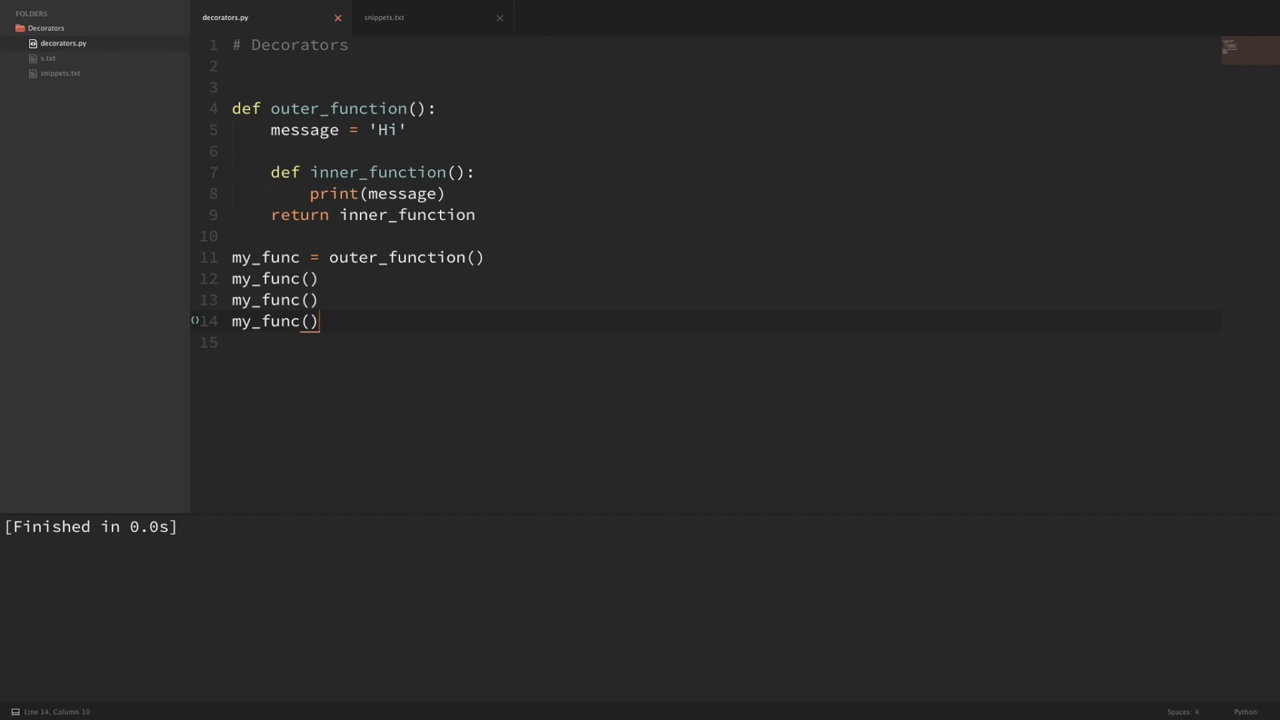 FOLDERS
Decorators
decorators.py
s.txt
snippets.txt
decorators.py
snippets.txt
1 # Decorators
2
3
4 def outer_function():
5     message = 'Hi'
6
7     def inner_function():
8         print(message)
9     return inner_function
10
11 my_func = outer_function()
12 my_func()
13 my_func()
14 my_func()
15
[Finished in 0.0s]
Line 14, Column 10
Spaces: 4
Python